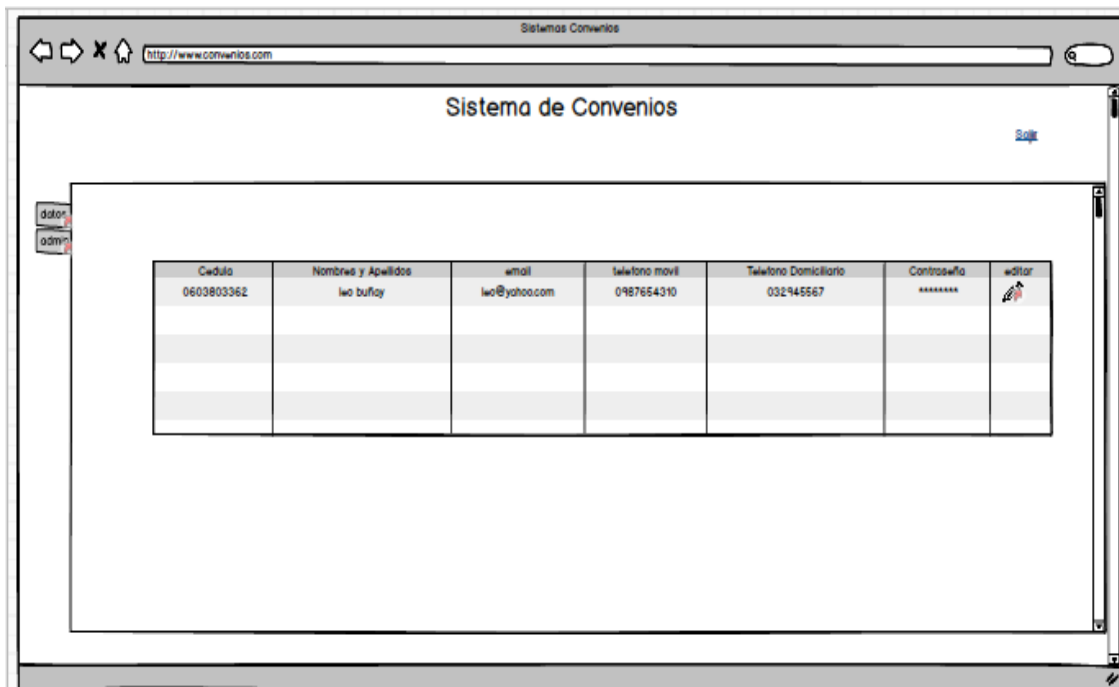 Sistemas Convenios
http://www.convenios.com
Sistema de Convenios
Salir
datos
admin
Cedula Nombres y Apellidos email telefono movil Telefono Domiciliario Contraseña editar
0603803362 leo buñay leo@yahoo.com 0987654310 032945567 ********